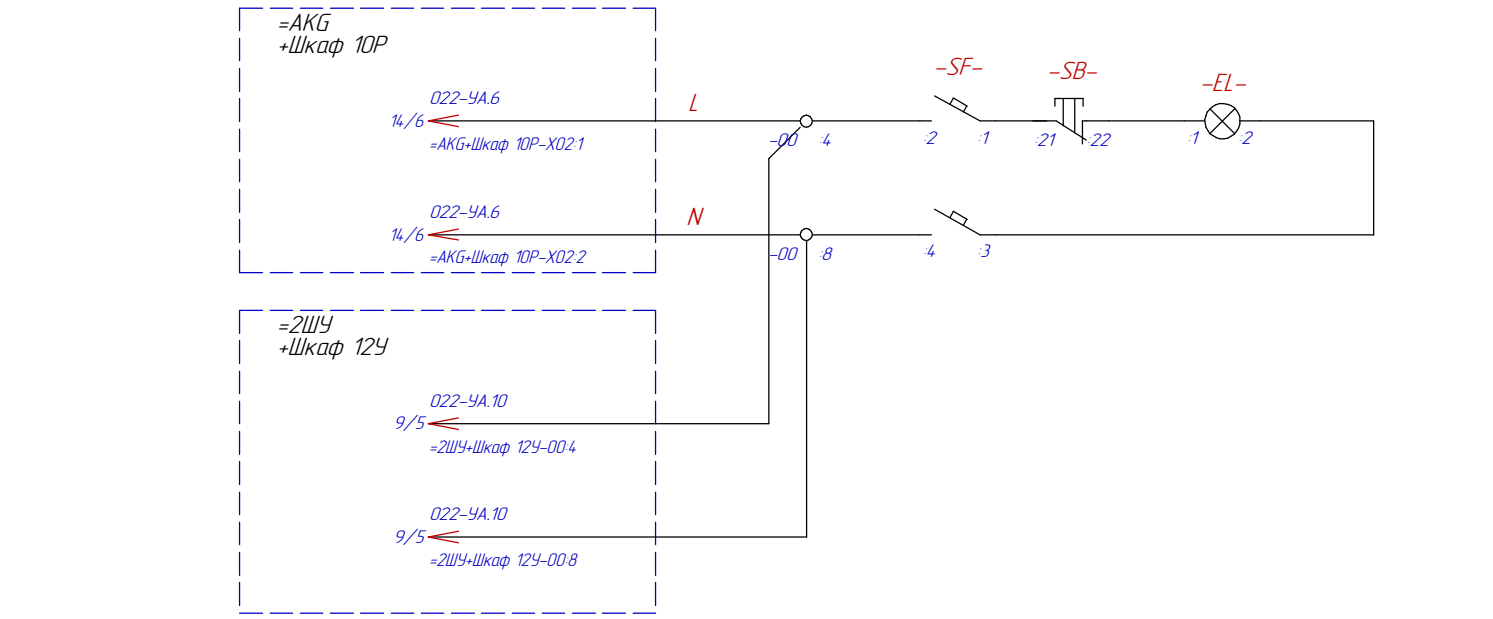 =AKG
+Шкаф 10Р
-SF-
-SB-
-EL-
022-УА.6
L
14/6
=AKG+Шкаф 10Р-Х02:1
-00 :4
:2 :1
:21 :22
:1 :2
022-УА.6
N
14/6
=AKG+Шкаф 10Р-Х02:2
-00 :8
:4 :3
=2ШУ
+Шкаф 12У
022-УА.10
9/5
=2ШУ+Шкаф 12У-00:4
022-УА.10
9/5
=2ШУ+Шкаф 12У-00:8